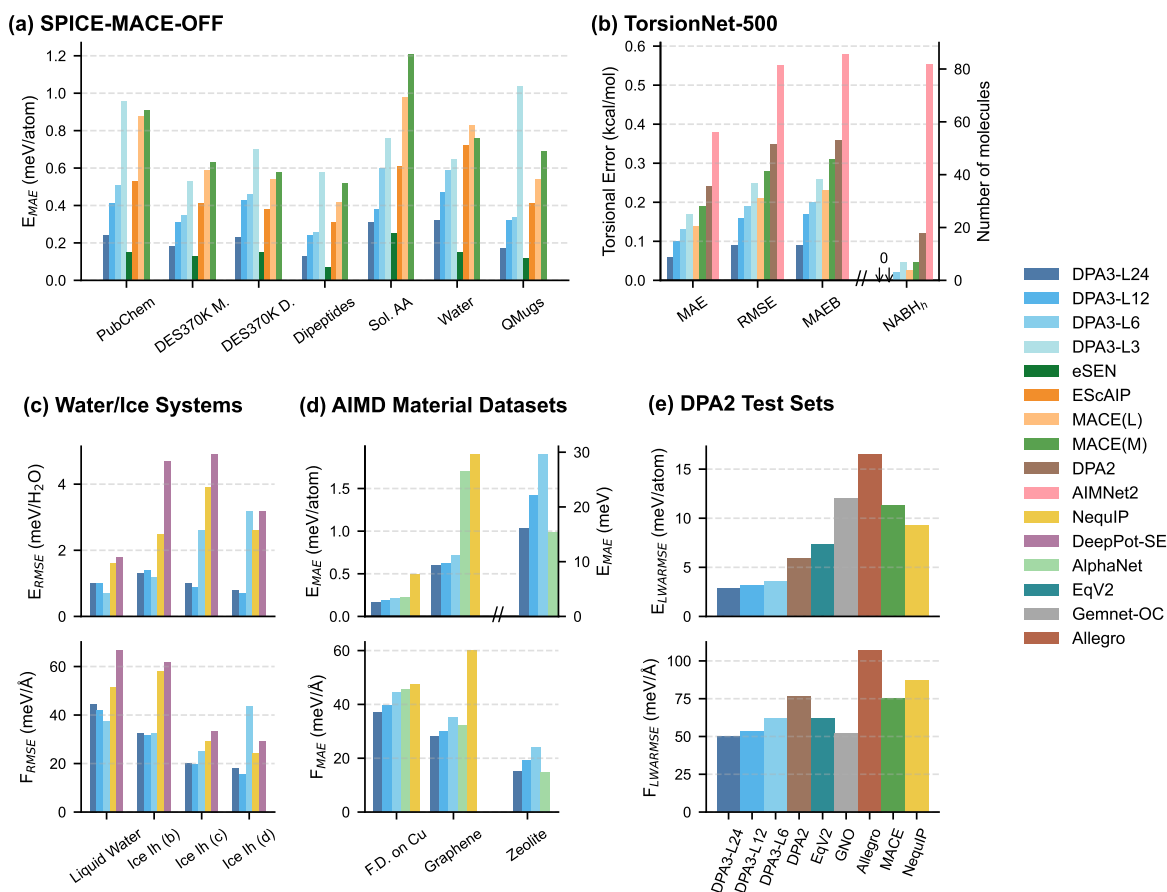 (a) SPICE-MACE-OFF
E_MAE (meV/atom)
1.2
1.0
0.8
0.6
0.4
0.2
0.0
PubChem
DES370K M.
DES370K D.
Dipeptides
Sol. AA
Water
QMugs
(b) TorsionNet-500
Torsional Error (kcal/mol)
0.6
0.5
0.4
0.3
0.2
0.1
0.0
0
//
80
60
40
20
0
Number of molecules
MAE
RMSE
MAEB
NABH_h
DPA3-L24
DPA3-L12
DPA3-L6
DPA3-L3
eSEN
EScAIP
MACE(L)
MACE(M)
DPA2
AIMNet2
NequIP
DeepPot-SE
AlphaNet
EqV2
Gemnet-OC
Allegro
(c) Water/Ice Systems
E_RMSE (meV/H₂O)
4
2
0
F_RMSE (meV/Å)
60
40
20
0
Liquid Water
Ice Ih (b)
Ice Ih (c)
Ice Ih (d)
(d) AIMD Material Datasets
E_MAE (meV/atom)
1.5
1.0
0.5
0.0
//
30
20
10
0
E_MAE (meV)
F_MAE (meV/Å)
60
40
20
0
F.D. on Cu
Graphene
Zeolite
(e) DPA2 Test Sets
E_LWARMSE (meV/atom)
15
10
5
0
F_LWARMSE (meV/Å)
100
75
50
25
0
DPA3-L24
DPA3-L12
DPA3-L6
DPA2
EqV2
GNO
Allegro
MACE
NequIP